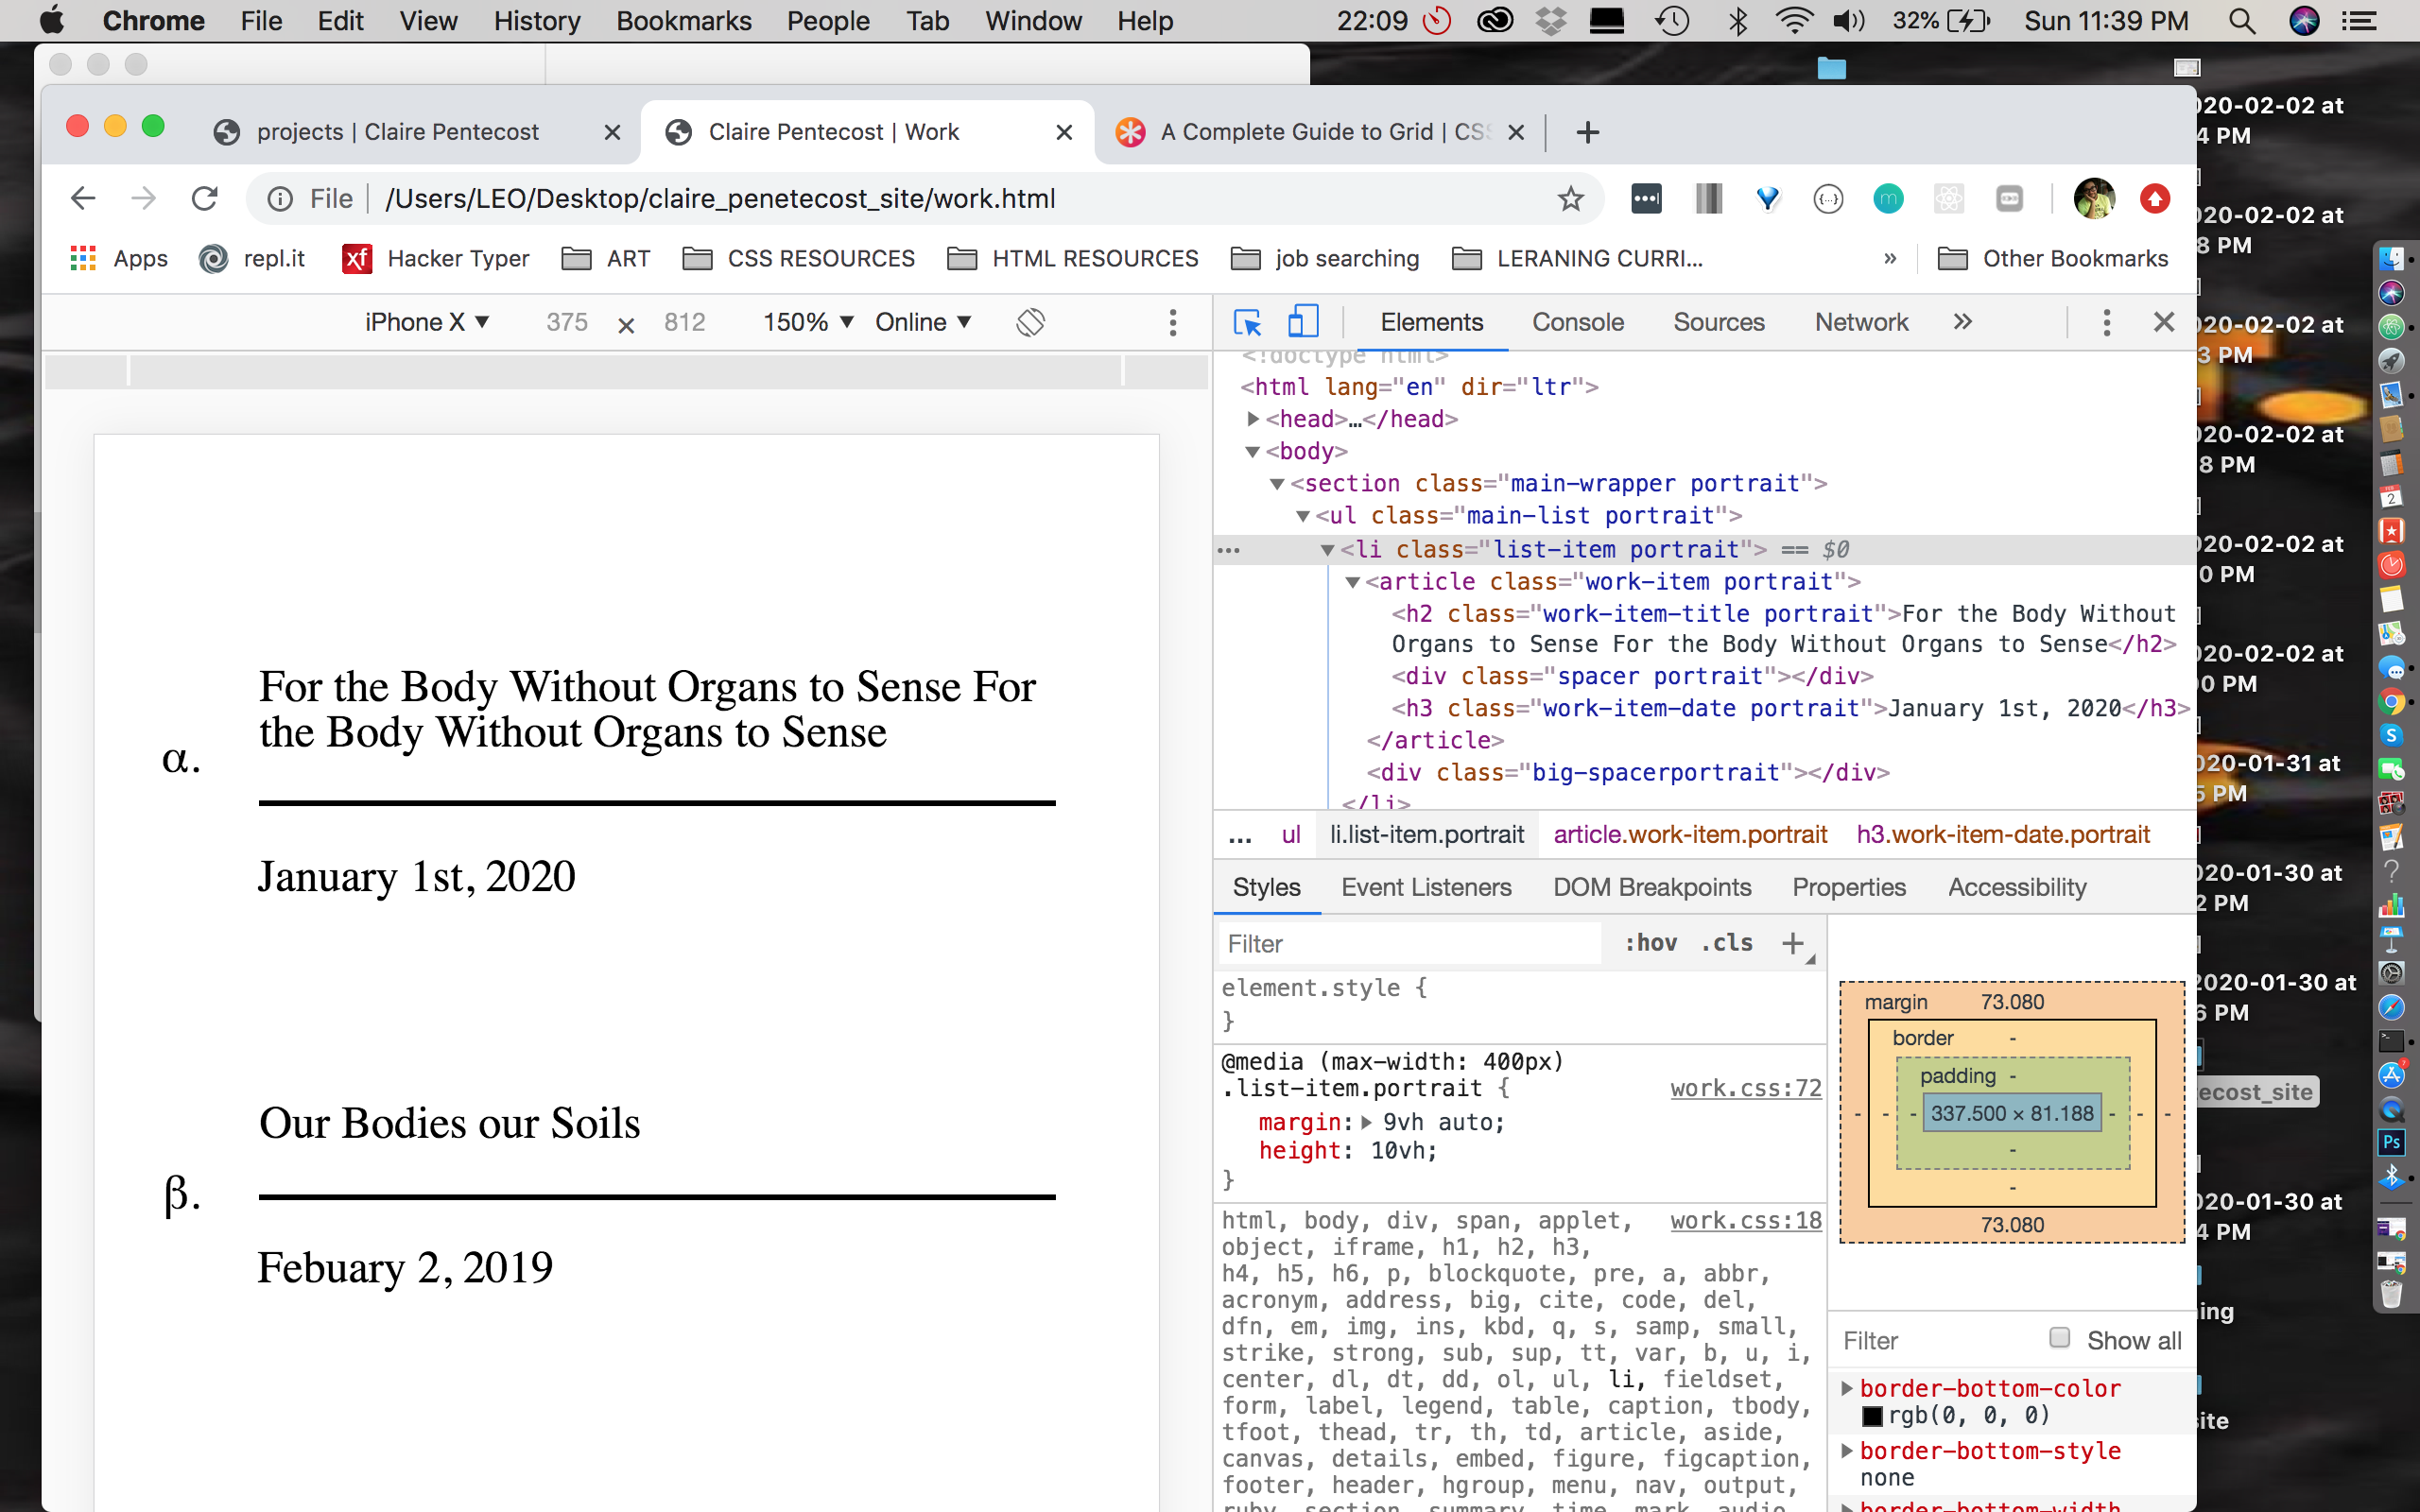 Chrome File Edit View History Bookmarks People Tab Window Help 22:09 32% Sun 11:39 PM
projects | Claire Pentecost
Claire Pentecost | Work
A Complete Guide to Grid | CSS
File /Users/LEO/Desktop/claire_penetecost_site/work.html
Apps repl.it xf Hacker Typer ART CSS RESOURCES HTML RESOURCES job searching LERANING CURRI... » Other Bookmarks
iPhone X ▼ 375 × 812 150% ▼ Online ▼
Elements Console Sources Network »
α.
For the Body Without Organs to Sense For
the Body Without Organs to Sense
January 1st, 2020
β.
Our Bodies our Soils
Febuary 2, 2019
<!doctype html>
<html lang="en" dir="ltr">
<head>…</head>
<body>
<section class="main-wrapper portrait">
<ul class="main-list portrait">
<li class="list-item portrait"> == $0
<article class="work-item portrait">
<h2 class="work-item-title portrait">For the Body Without
Organs to Sense For the Body Without Organs to Sense</h2>
<div class="spacer portrait"></div>
<h3 class="work-item-date portrait">January 1st, 2020</h3>
</article>
<div class="big-spacerportrait"></div>
</li>
... ul li.list-item.portrait article.work-item.portrait h3.work-item-date.portrait
Styles Event Listeners DOM Breakpoints Properties Accessibility
Filter :hov .cls +
element.style {
}
@media (max-width: 400px)
.list-item.portrait { work.css:72
margin: 9vh auto;
height: 10vh;
}
html, body, div, span, applet, work.css:18
object, iframe, h1, h2, h3,
h4, h5, h6, p, blockquote, pre, a, abbr,
acronym, address, big, cite, code, del,
dfn, em, img, ins, kbd, q, s, samp, small,
strike, strong, sub, sup, tt, var, b, u, i,
center, dl, dt, dd, ol, ul, li, fieldset,
form, label, legend, table, caption, tbody,
tfoot, thead, tr, th, td, article, aside,
canvas, details, embed, figure, figcaption,
footer, header, hgroup, menu, nav, output,
ruby, section, summary, time, mark, audio,
margin 73.080
border -
padding -
- - - 337.500 × 81.188 - - -
-
-
73.080
Filter Show all
border-bottom-color
rgb(0, 0, 0)
border-bottom-style
none
border-bottom-width
020-02-02 at
4 PM
020-02-02 at
8 PM
020-02-02 at
3 PM
020-02-02 at
8 PM
020-02-02 at
0 PM
020-02-02 at
0 PM
020-01-31 at
5 PM
020-01-30 at
2 PM
2020-01-30 at
6 PM
ecost_site
020-01-30 at
4 PM
ing
site
2
S
Ps